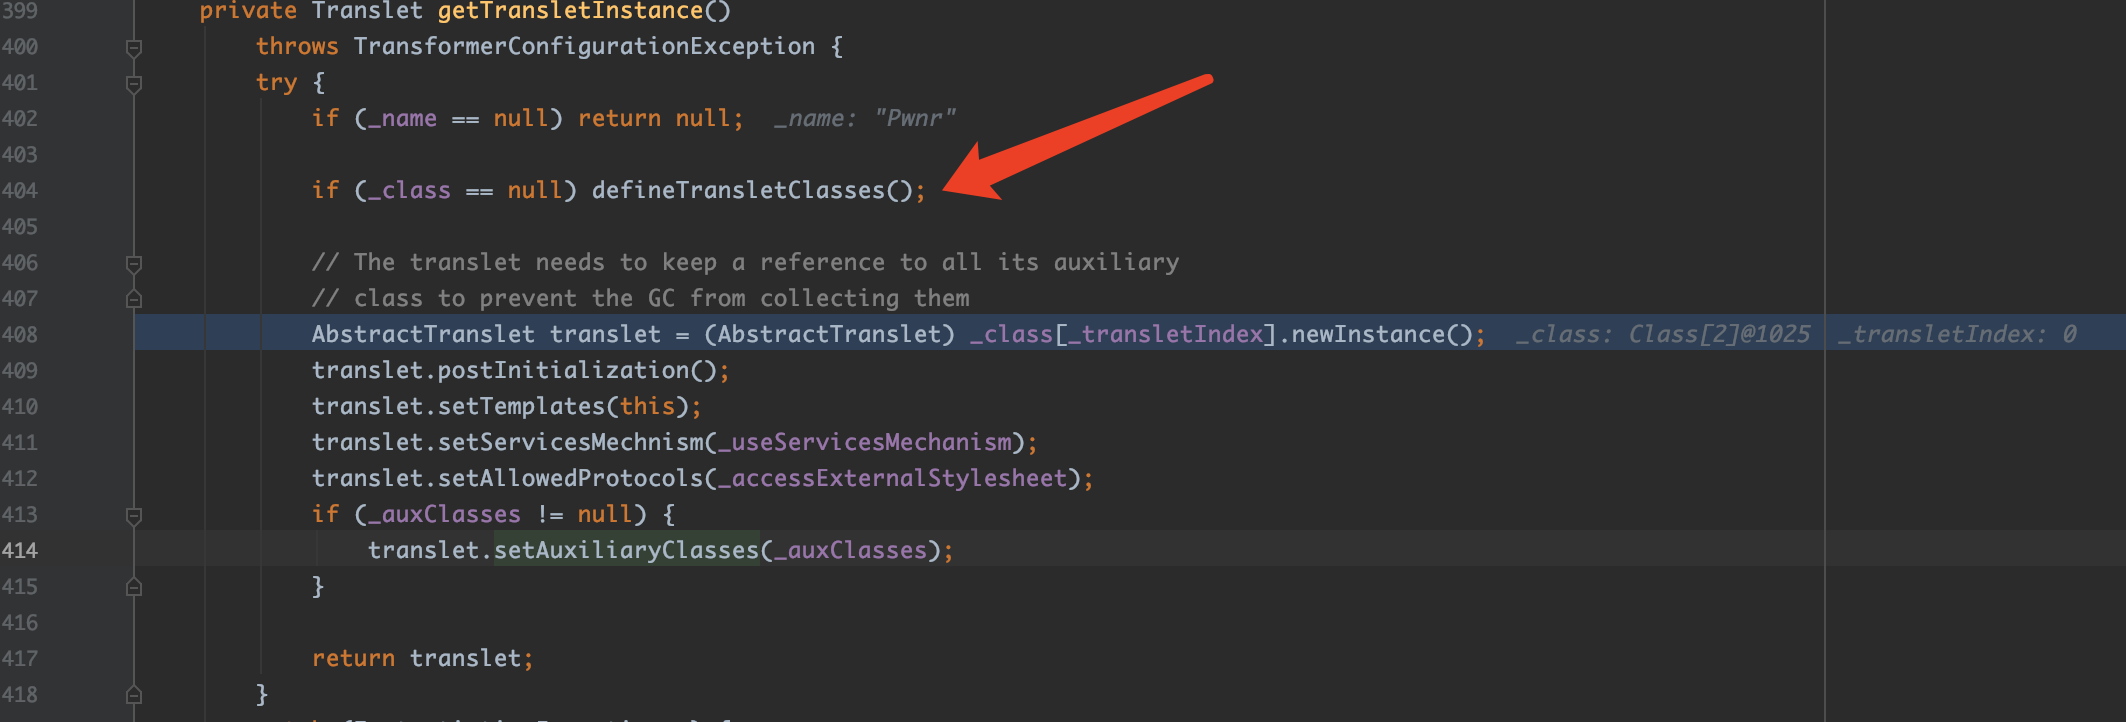 399 private Translet getTransletInstance()
400 throws TransformerConfigurationException {
401 try {
402 if (_name == null) return null; _name: "Pwnr"
403
404 if (_class == null) defineTransletClasses();
405
406 // The translet needs to keep a reference to all its auxiliary
407 // class to prevent the GC from collecting them
408 AbstractTranslet translet = (AbstractTranslet) _class[_transletIndex].newInstance(); _class: Class[2]@1025 _transletIndex: 0
409 translet.postInitialization();
410 translet.setTemplates(this);
411 translet.setServicesMechnism(_useServicesMechanism);
412 translet.setAllowedProtocols(_accessExternalStylesheet);
413 if (_auxClasses != null) {
414 translet.setAuxiliaryClasses(_auxClasses);
415 }
416
417 return translet;
418 }